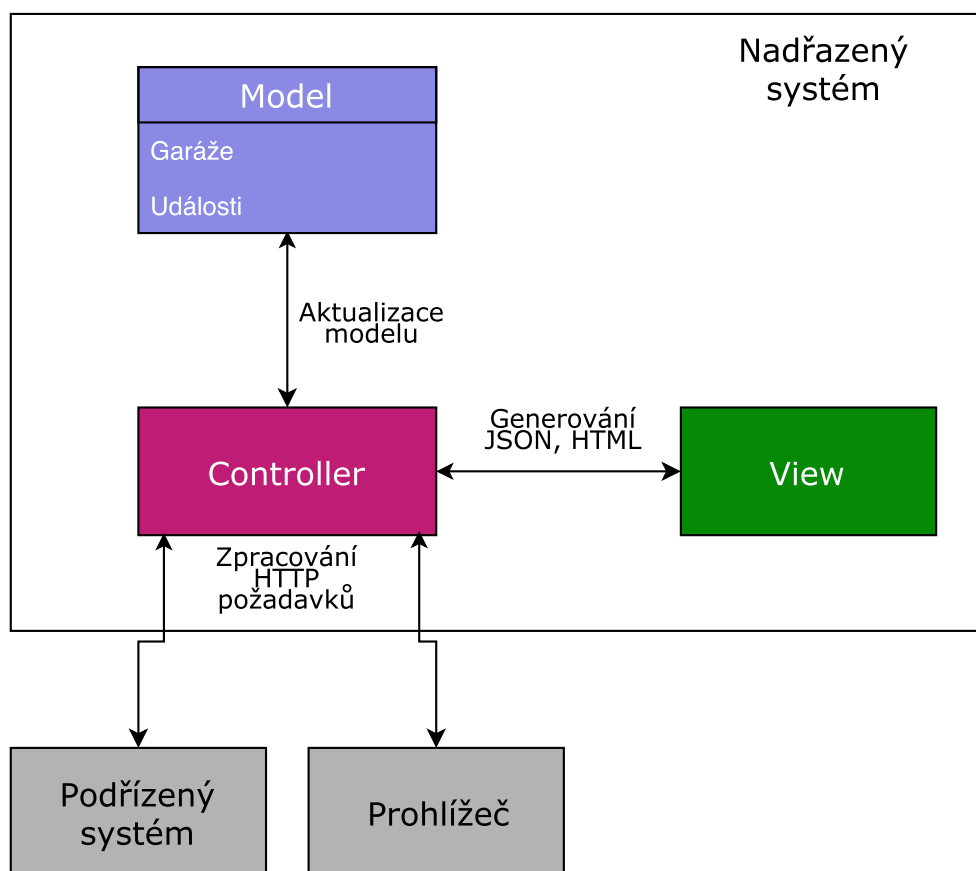 Nadřazený
systém
Model
Garáže
Události
Aktualizace
modelu
Generování
JSON, HTML
Controller
View
Zpracování
HTTP
požadavků
Podřízený
systém
Prohlížeč